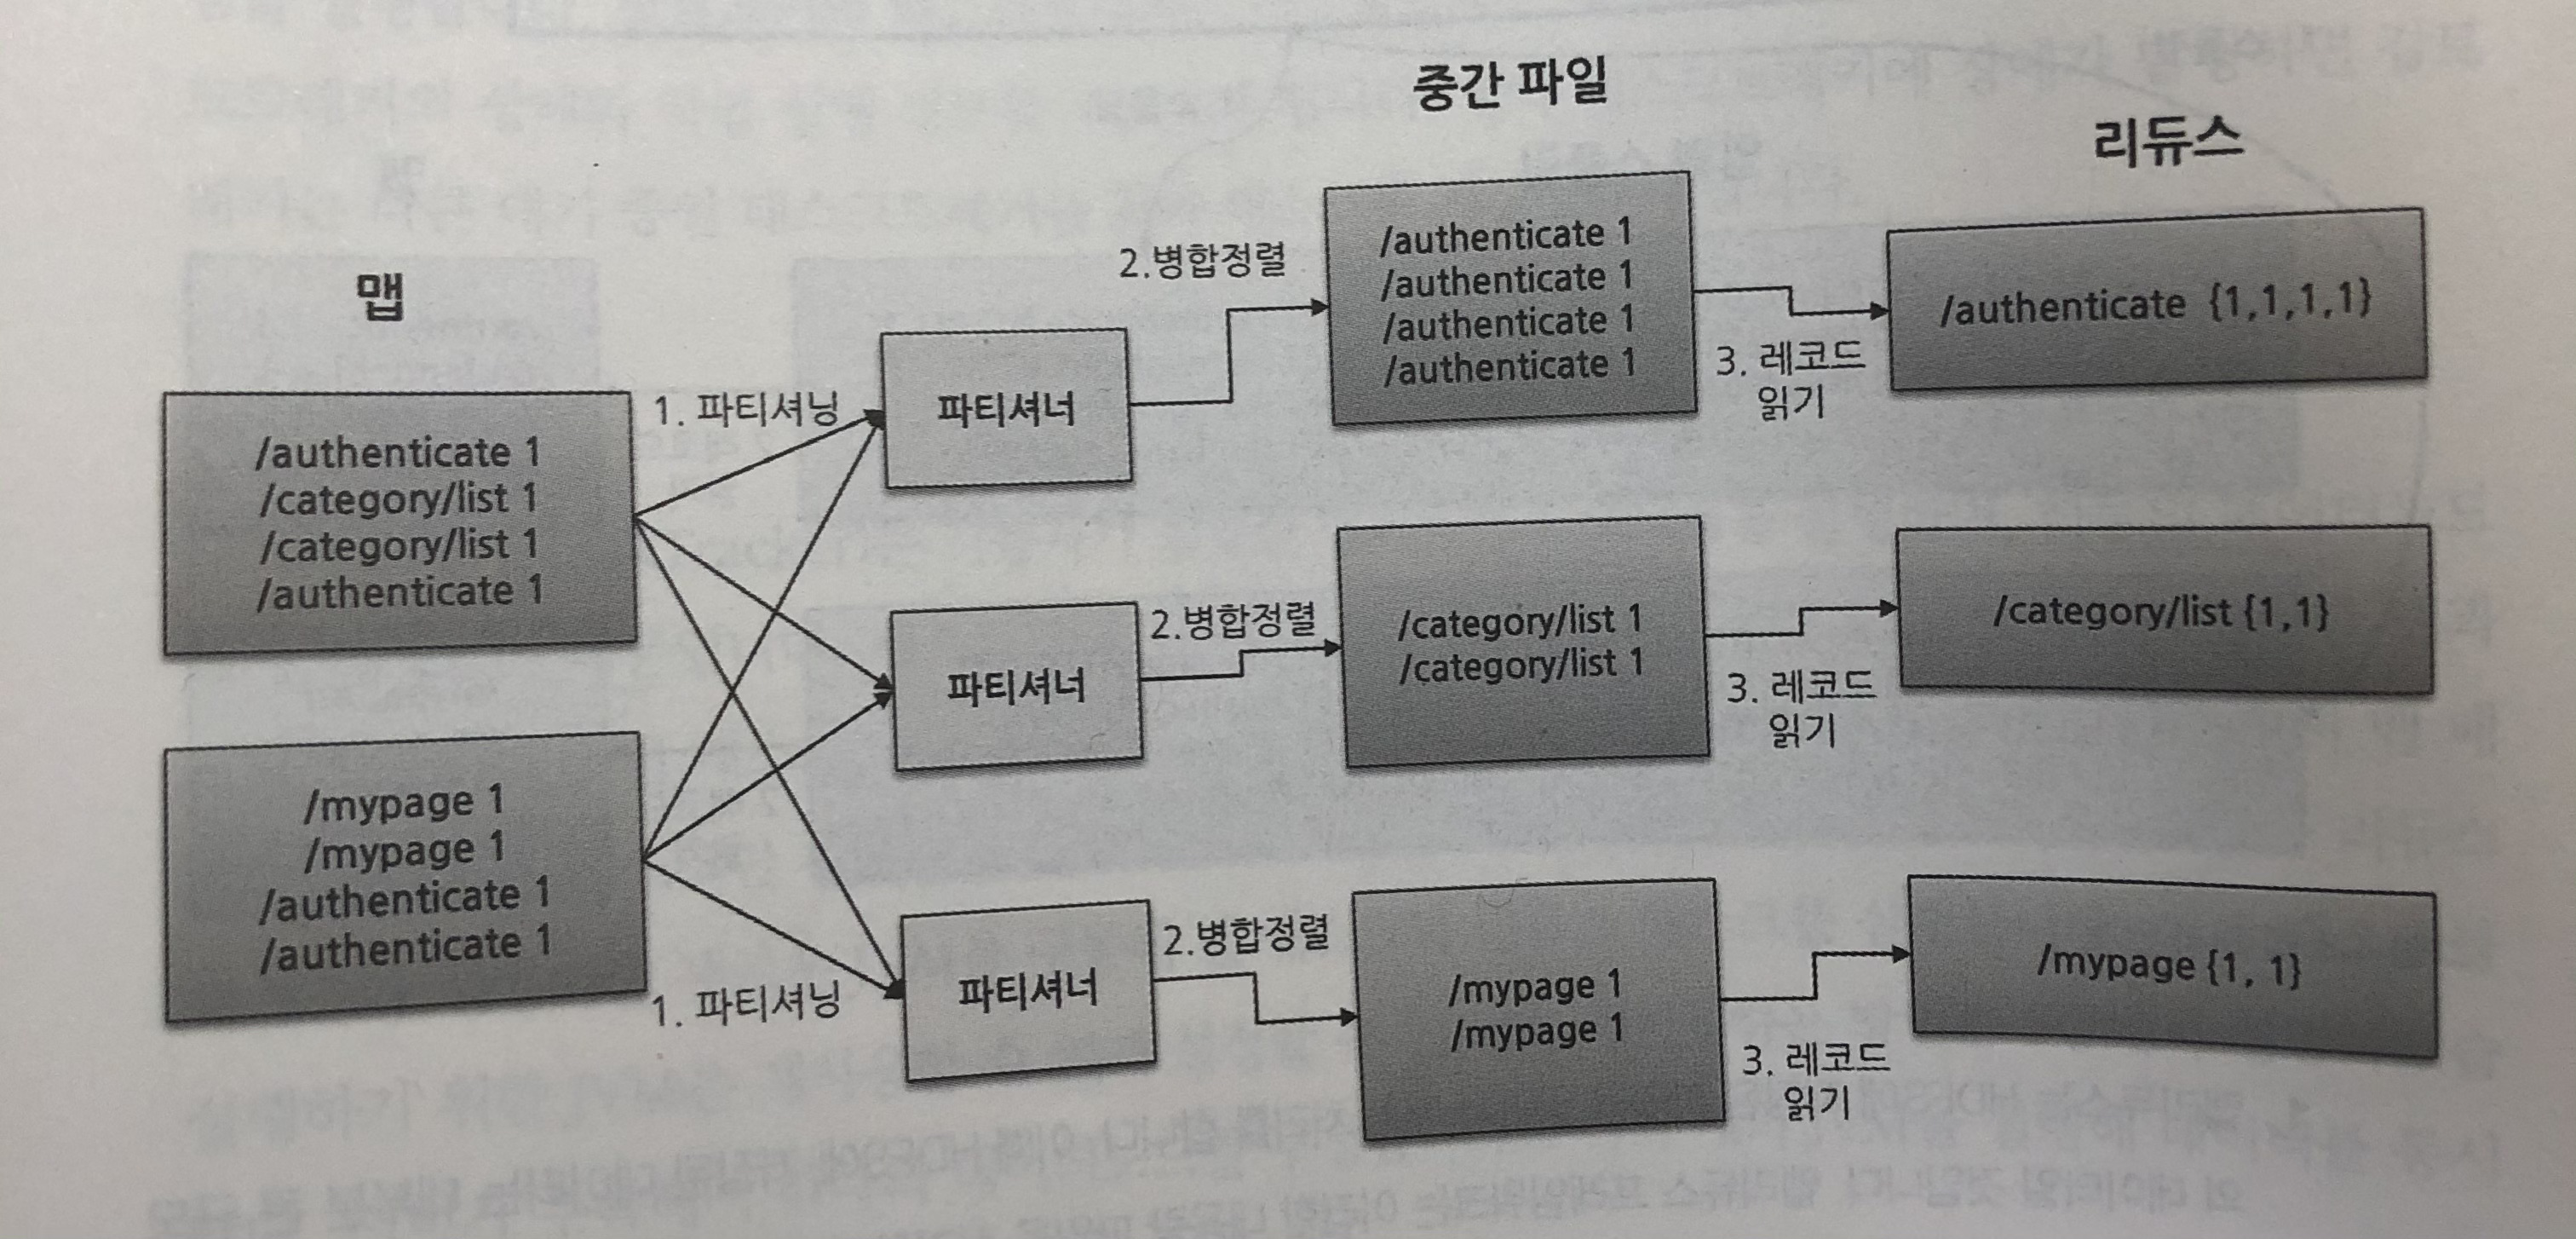 중간 파일
리듀스
맵
/authenticate 1
/category/list 1
/category/list 1
/authenticate 1
/mypage 1
/mypage 1
/authenticate 1
/authenticate 1
1. 파티셔닝
1. 파티셔닝
파티셔너
파티셔너
파티셔너
2.병합정렬
2.병합정렬
2.병합정렬
/authenticate 1
/authenticate 1
/authenticate 1
/authenticate 1
/category/list 1
/category/list 1
/mypage 1
/mypage 1
3. 레코드
읽기
3. 레코드
읽기
3. 레코드
읽기
/authenticate {1,1,1,1}
/category/list {1,1}
/mypage {1, 1}